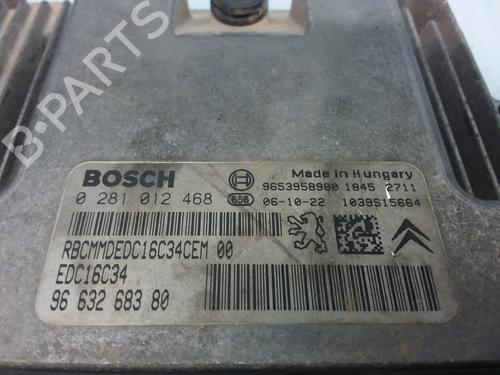 BOSCH
Made in Hungary
9653958980 1845 2711
0 281 012 468
656 06-10-22 1039S15664
RBCMMDEDC16C34CEM 00
EDC16C34
96 632 683 80
B-PARTS